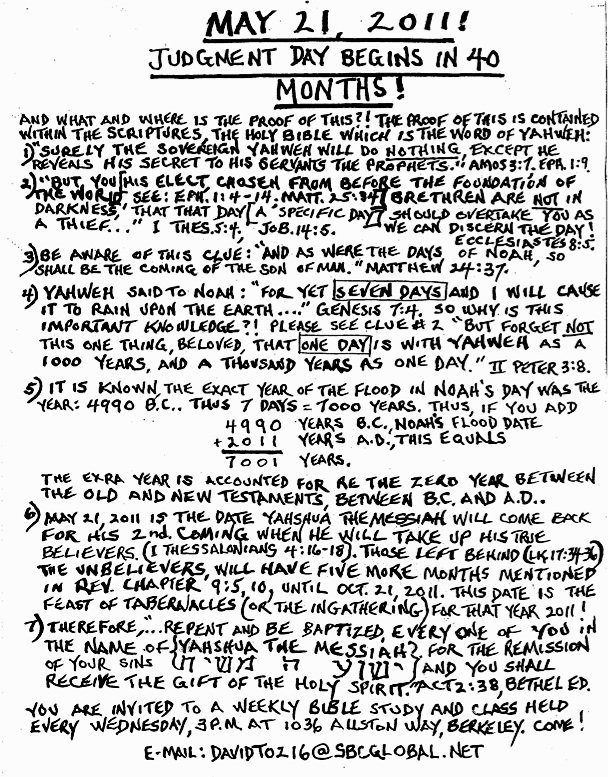 MAY 21, 2011!
JUDGMENT DAY BEGINS IN 40
MONTHS!
AND WHAT AND WHERE IS THE PROOF OF THIS?! THE PROOF OF THIS IS CONTAINED
WITHIN THE SCRIPTURES, THE HOLY BIBLE WHICH IS THE WORD OF YAHWEH:
1) "SURELY THE SOVEREIGN YAHWEH WILL DO NOTHING, EXCEPT HE
REVEALS HIS SECRET TO HIS SERVANTS THE PROPHETS." AMOS 3:7. EPH. 1:9.
2) "BUT, YOU [HIS ELECT, CHOSEN FROM BEFORE THE FOUNDATION OF
THE WORLD, SEE: EPH. 1:4-14. MATT. 25:34] BRETHREN ARE NOT IN
DARKNESS, THAT THAT DAY [A "SPECIFIC DAY"] SHOULD OVERTAKE YOU AS
A THIEF..." I THES. 5:4, JOB. 14:5. WE CAN DISCERN THE DAY!
ECCLESIASTES 8:5.
3) BE AWARE OF THIS CLUE: "AND AS WERE THE DAYS OF NOAH, SO
SHALL BE THE COMING OF THE SON OF MAN." MATTHEW 24:37.
4) YAHWEH SAID TO NOAH: "FOR YET SEVEN DAYS AND I WILL CAUSE
IT TO RAIN UPON THE EARTH...." GENESIS 7:4. SO WHY IS THIS
IMPORTANT KNOWLEDGE?! PLEASE SEE CLUE #2 "BUT FORGET NOT
THIS ONE THING, BELOVED, THAT ONE DAY IS WITH YAHWEH AS A
1000 YEARS, AND A THOUSAND YEARS AS ONE DAY." II PETER 3:8.
5) IT IS KNOWN, THE EXACT YEAR OF THE FLOOD IN NOAH'S DAY WAS THE
YEAR: 4990 B.C.. THUS 7 DAYS = 7000 YEARS. THUS, IF YOU ADD
4990 YEARS B.C., NOAH'S FLOOD DATE
+2011 YEARS A.D., THIS EQUALS
7001 YEARS.
THE EXRA YEAR IS ACCOUNTED FOR RE THE ZERO YEAR BETWEEN
THE OLD AND NEW TESTAMENTS, BETWEEN B.C. AND A.D..
6) MAY 21, 2011 IS THE DATE YAHSHUA THE MESSIAH WILL COME BACK
FOR HIS 2nd. COMING WHEN HE WILL TAKE UP HIS TRUE
BELIEVERS. (I THESSALONIANS 4:16-18). THOSE LEFT BEHIND (LK.17:34-36)
THE UNBELIEVERS, WILL HAVE FIVE MORE MONTHS MENTIONED
IN REV. CHAPTER 9:5,10, UNTIL OCT. 21, 2011. THIS DATE IS THE
FEAST OF TABERNACLES (OR THE INGATHERING) FOR THAT YEAR 2011!
7) THEREFORE, "...REPENT AND BE BAPTIZED, EVERY ONE OF YOU IN
THE NAME OF [YAHSHUA THE MESSIAH] FOR THE REMISSION
OF YOUR SINS AND YOU SHALL
RECEIVE THE GIFT OF THE HOLY SPIRIT." ACT 2:38, BETHEL ED.
YOU ARE INVITED TO A WEEKLY BIBLE STUDY AND CLASS HELD
EVERY WEDNESDAY, 3 P.M. AT 1036 ALLSTON WAY, BERKELEY. COME!
E-MAIL: DAVIDTO216@SBCGLOBAL.NET